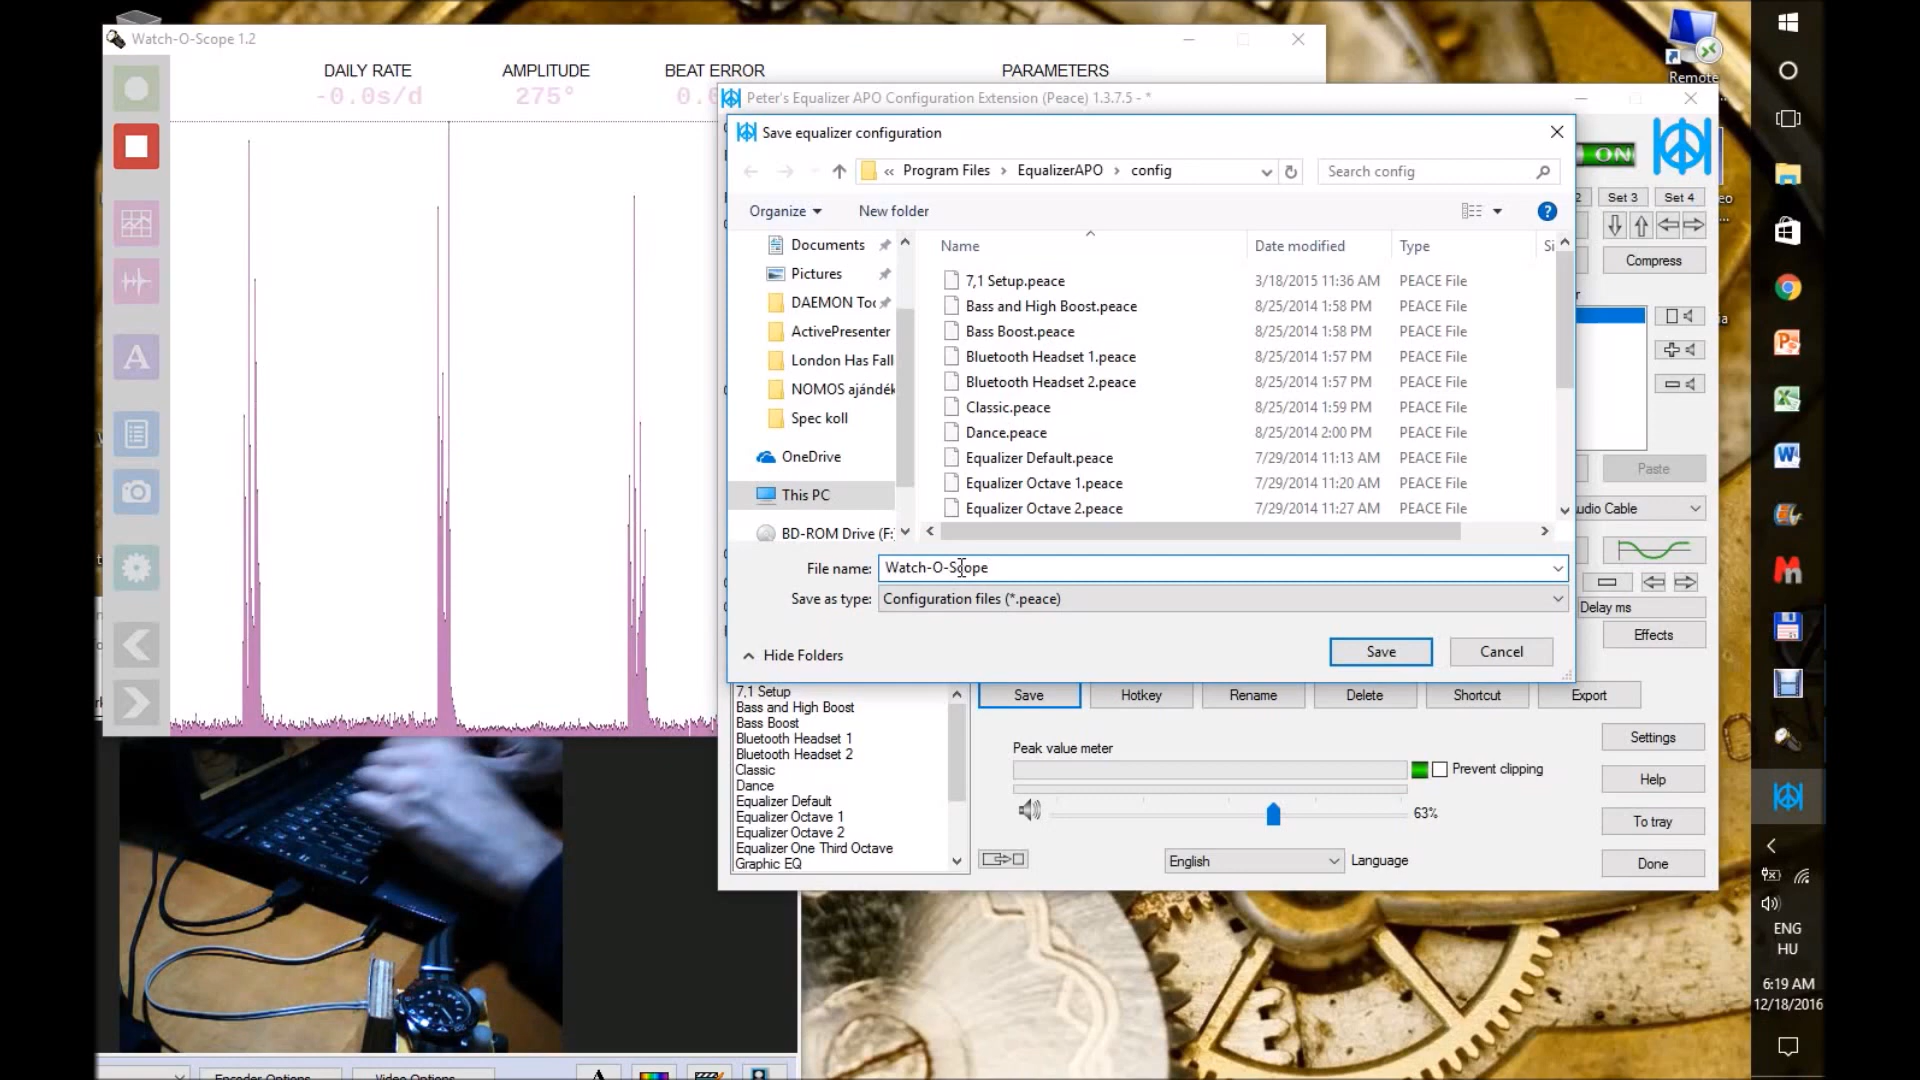 Watch-O-Scope 1.2
DAILY RATE AMPLITUDE BEAT ERROR PARAMETERS
-0.0s/d 275° 0.0
Remote
Peter's Equalizer APO Configuration Extension (Peace) 1.3.7.5 - *
Save equalizer configuration
« Program Files › EqualizerAPO › config
Search config
Organize New folder
Documents
Pictures
DAEMON Too
ActivePresenter
London Has Fall
NOMOS ajándék
Spec koll
OneDrive
This PC
BD-ROM Drive (F:
Name Date modified Type Si
7,1 Setup.peace 3/18/2015 11:36 AM PEACE File
Bass and High Boost.peace 8/25/2014 1:58 PM PEACE File
Bass Boost.peace 8/25/2014 1:58 PM PEACE File
Bluetooth Headset 1.peace 8/25/2014 1:57 PM PEACE File
Bluetooth Headset 2.peace 8/25/2014 1:57 PM PEACE File
Classic.peace 8/25/2014 1:59 PM PEACE File
Dance.peace 8/25/2014 2:00 PM PEACE File
Equalizer Default.peace 7/29/2014 11:13 AM PEACE File
Equalizer Octave 1.peace 7/29/2014 11:20 AM PEACE File
Equalizer Octave 2.peace 7/29/2014 11:27 AM PEACE File
File name: Watch-O-Scope
Save as type: Configuration files (*.peace)
Hide Folders
Save Cancel
ON
2 Set 3 Set 4
Compress
Paste
udio Cable
Delay ms
Effects
7,1 Setup
Bass and High Boost
Bass Boost
Bluetooth Headset 1
Bluetooth Headset 2
Classic
Dance
Equalizer Default
Equalizer Octave 1
Equalizer Octave 2
Equalizer One Third Octave
Graphic EQ
Save Hotkey Rename Delete Shortcut Export
Peak value meter
Prevent clipping
63%
English Language
Settings
Help
To tray
Done
Encoder Options Video Options
ENG
HU
6:19 AM
12/18/2016